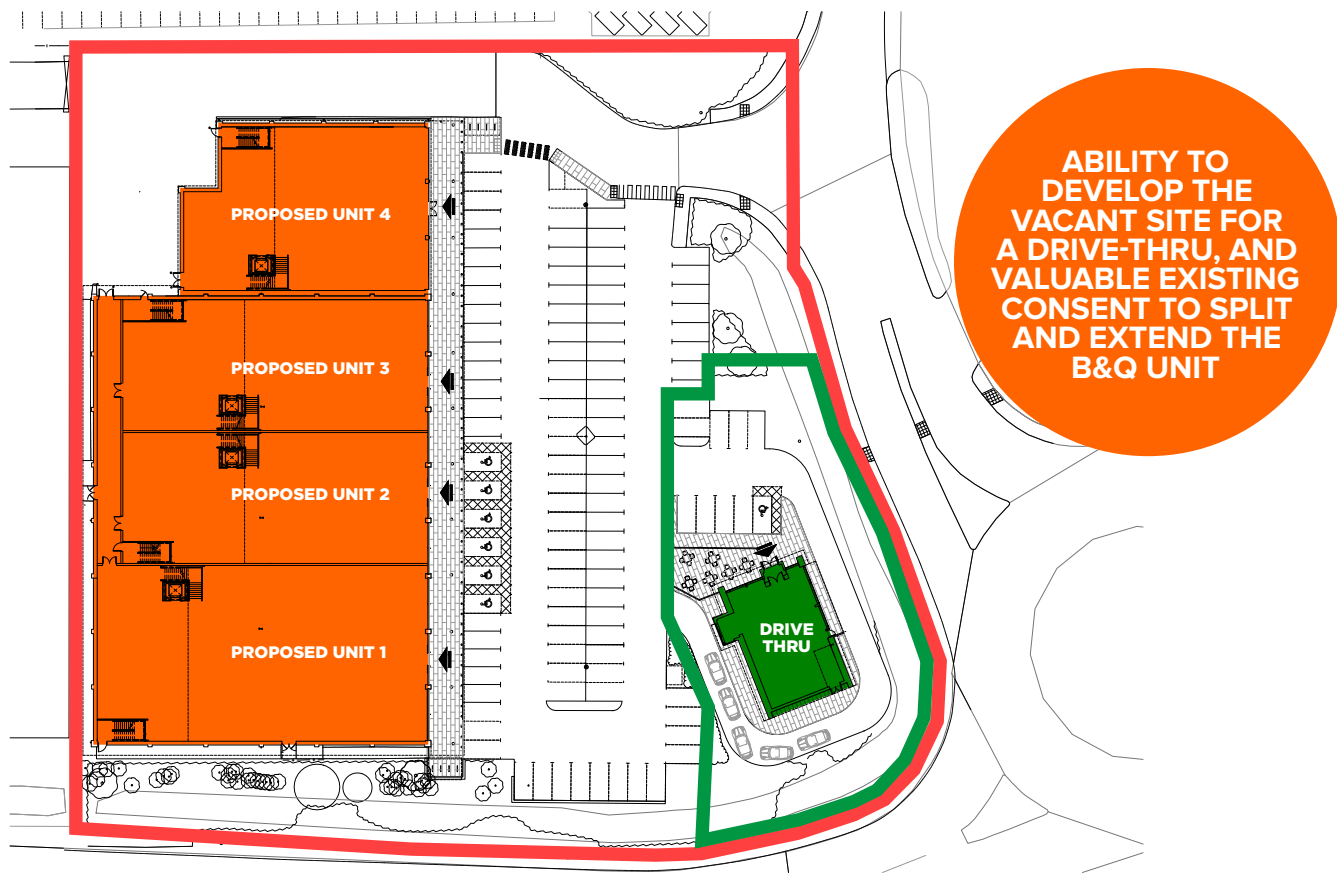 ABILITY TO
DEVELOP THE
VACANT SITE FOR
A DRIVE-THRU, AND
VALUABLE EXISTING
CONSENT TO SPLIT
AND EXTEND THE
B&Q UNIT
PROPOSED UNIT 4
PROPOSED UNIT 3
PROPOSED UNIT 2
PROPOSED UNIT 1
DRIVE
THRU